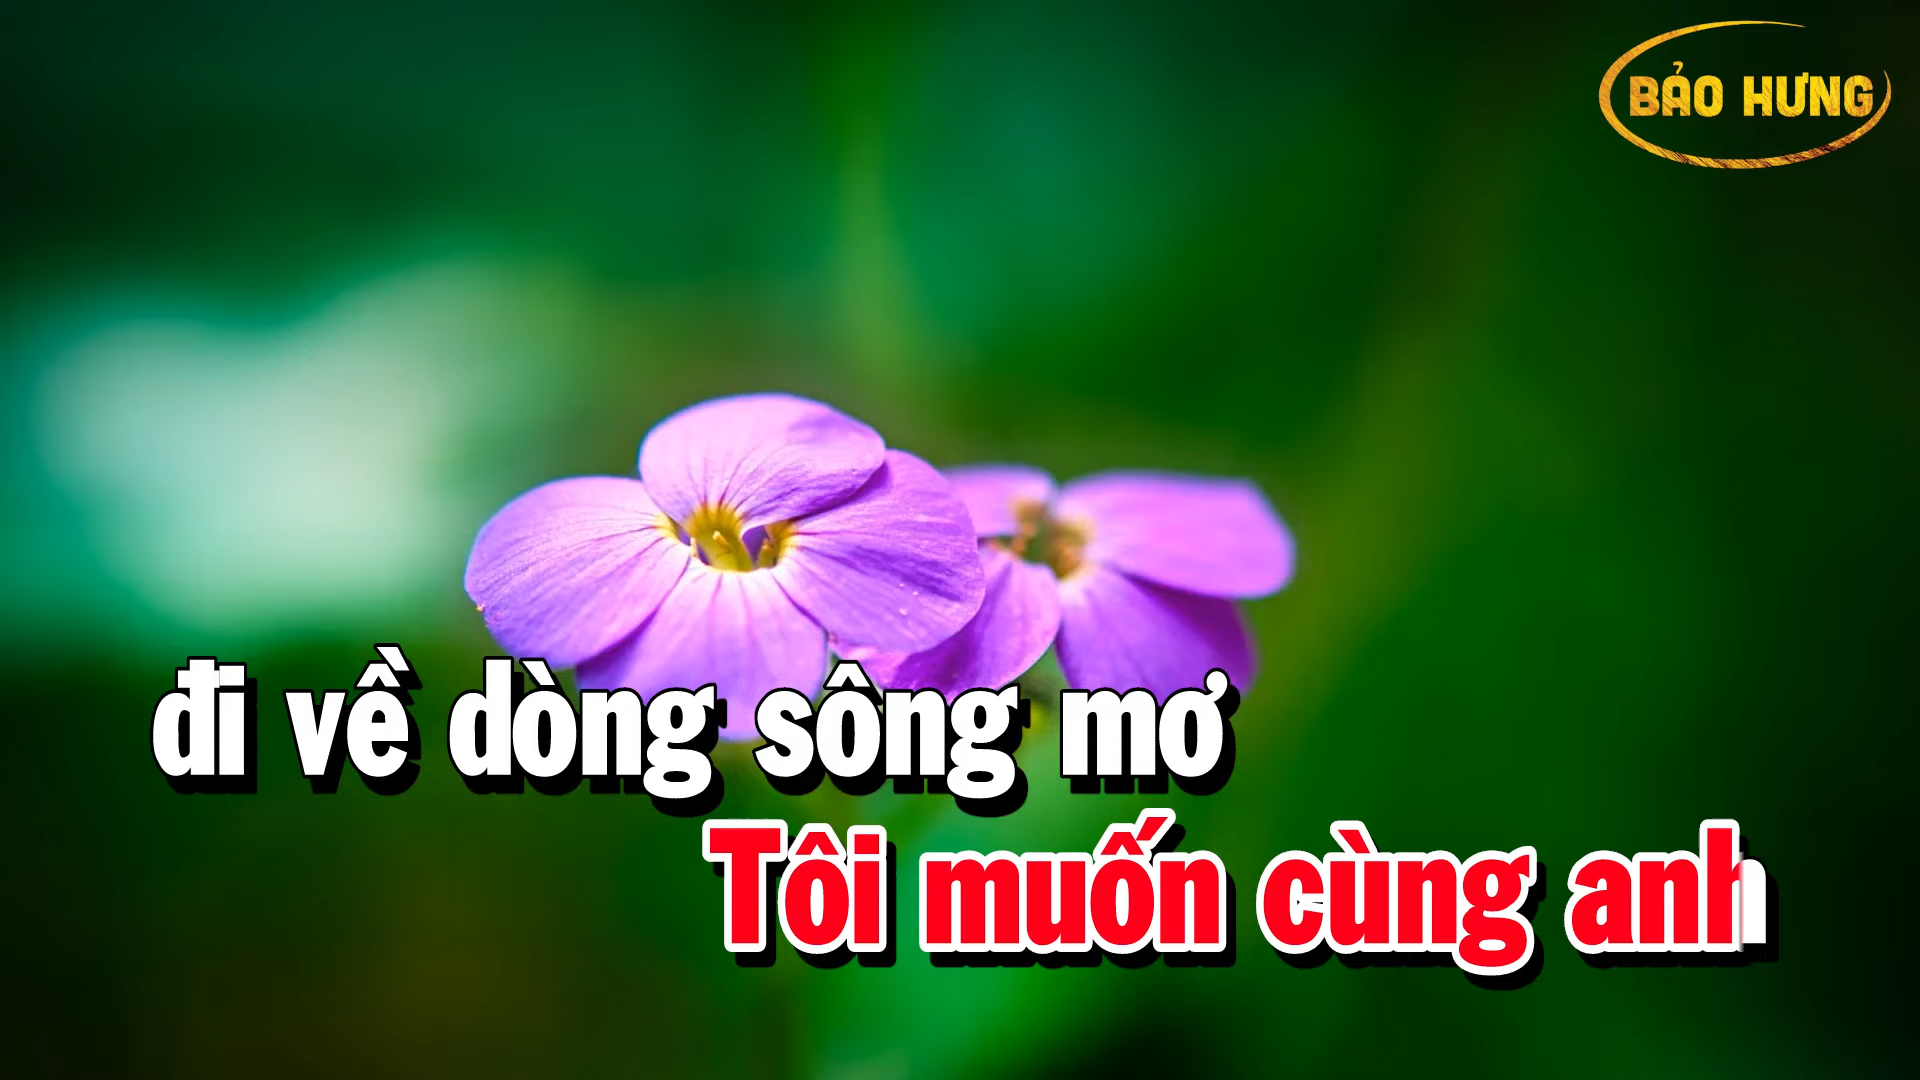 BẢO HƯNG
đi về dòng sông mơ
Tôi muốn cùng anh